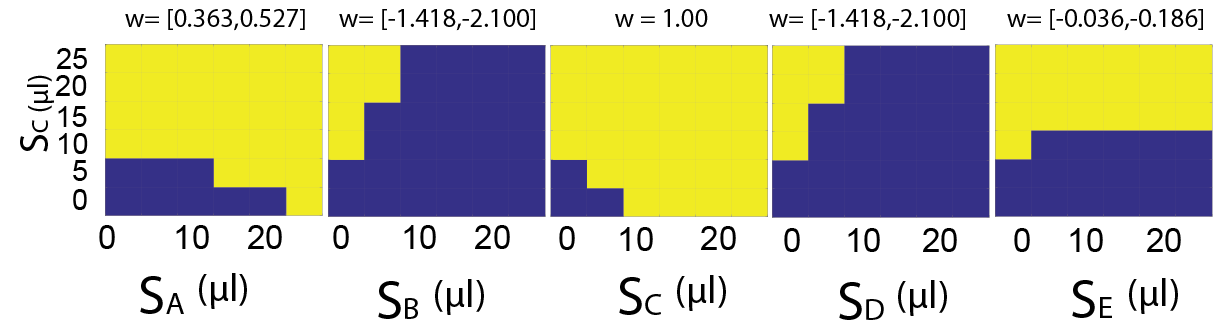 w= [0.363,0.527] w= [-1.418,-2.100] w = 1.00 w= [-1.418,-2.100] w= [-0.036,-0.186]
Sc (µl)
25
20
15
10
5
0
0 10 20 0 10 20 0 10 20 0 10 20 0 10 20
SA (µl) SB (µl) SC (µl) SD (µl) SE (µl)